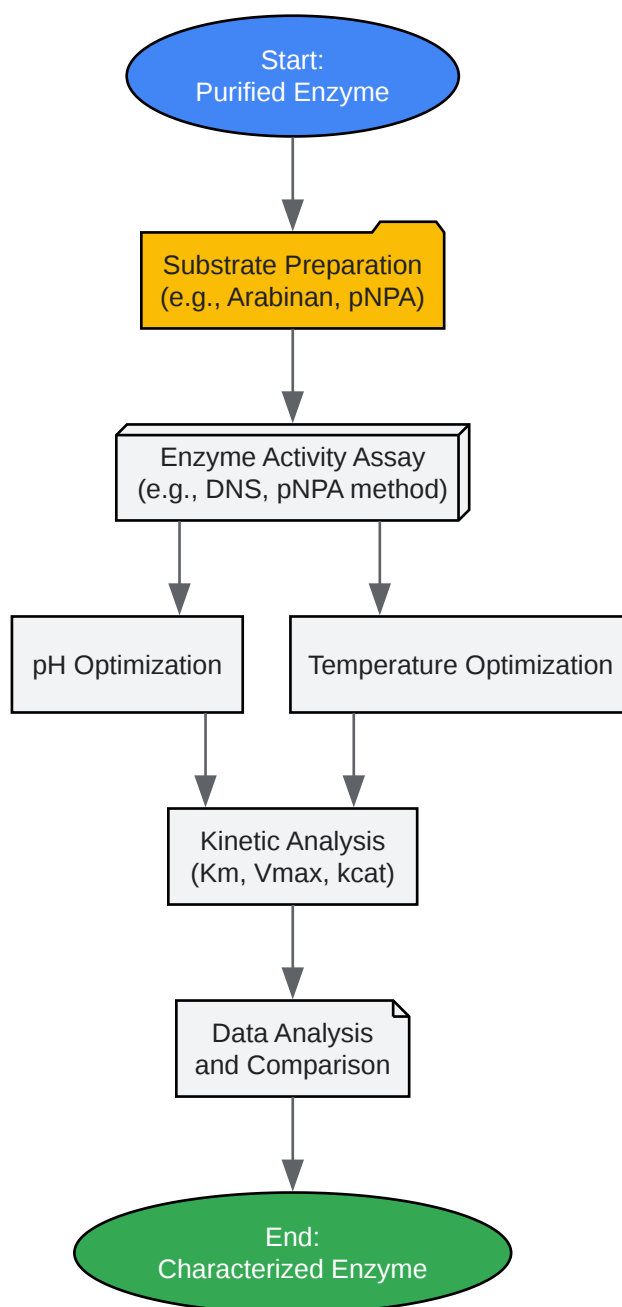 Start:
Purified Enzyme
Substrate Preparation
(e.g., Arabinan, pNPA)
Enzyme Activity Assay
(e.g., DNS, pNPA method)
pH Optimization
Temperature Optimization
Kinetic Analysis
(Km, Vmax, kcat)
Data Analysis
and Comparison
End:
Characterized Enzyme